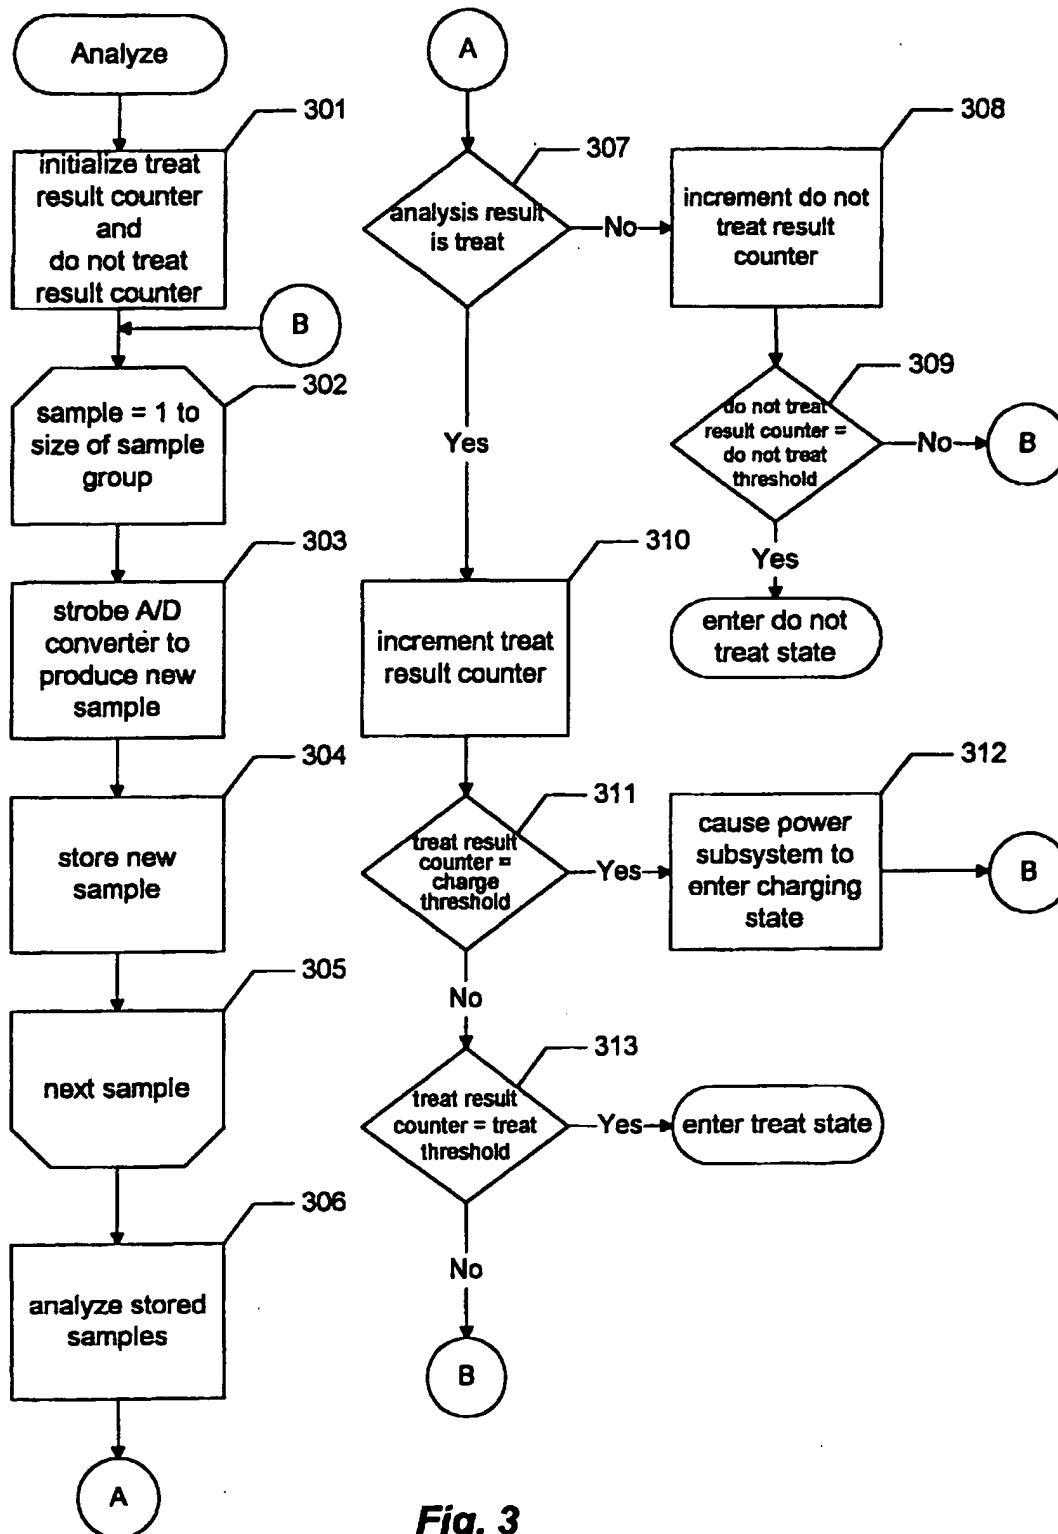 Analyze
301
initialize treat
result counter
and
do not treat
result counter
B
302
sample = 1 to
size of sample
group
303
strobe A/D
converter to
produce new
sample
304
store new
sample
305
next sample
306
analyze stored
samples
A
A
307
analysis result
is treat
No
308
increment do not
treat result
counter
309
do not treat
result counter =
do not treat
threshold
No
B
Yes
enter do not
treat state
Yes
310
increment treat
result counter
311
treat result
counter =
charge
threshold
Yes
312
cause power
subsystem to
enter charging
state
B
No
313
treat result
counter = treat
threshold
Yes
enter treat state
No
B
Fig. 3